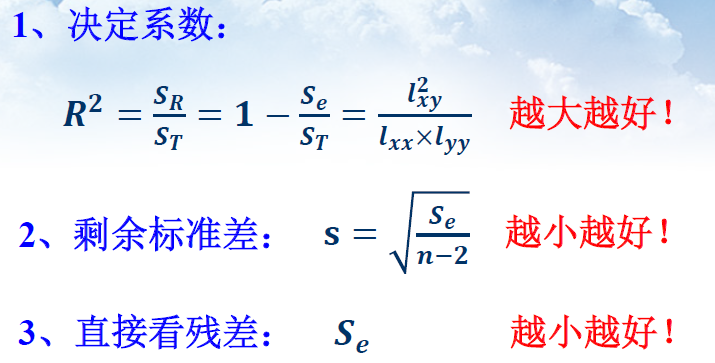 1、决定系数：
R² = S_R/S_T = 1 − S_e/S_T = l_xy²/(l_xx×l_yy) 越大越好！
2、剩余标准差： s = √(S_e/(n−2)) 越小越好！
3、直接看残差： S_e 越小越好！